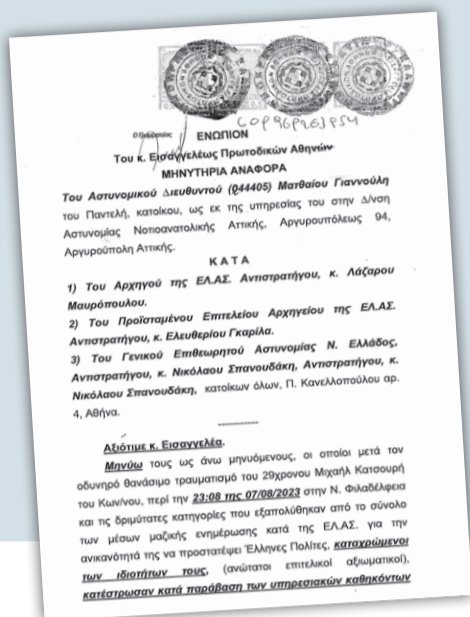 COP96P963P54
ΕΝΩΠΙΟΝ
Του κ. Εισαγγελέως Πρωτοδικών Αθηνών
ΜΗΝΥΤΗΡΙΑ ΑΝΑΦΟΡΑ
Του Αστυνομικού Διευθυντού (244405) Ματθαίου Γιαννούλη
του Παντελή, κατοίκου, ως εκ της υπηρεσίας του στην Δ/νση
Αστυνομίας Νοτιοανατολικής Αττικής, Αργυρουπόλεως 94,
Αργυρούπολη Αττικής.
ΚΑΤΑ
1) Του Αρχηγού της ΕΛ.ΑΣ. Αντιστρατήγου, κ. Λάζαρου
Μαυρόπουλου.
2) Του Προϊσταμένου Επιτελείου Αρχηγείου της ΕΛ.ΑΣ.
Αντιστρατήγου, κ. Ελευθερίου Γκαρίλα.
3) Του Γενικού Επιθεωρητού Αστυνομίας Ν. Ελλάδος,
Αντιστρατήγου, κ. Νικόλαου Σπανουδάκη, Αντιστρατήγου, κ.
Νικόλαου Σπανουδάκη, κατοίκων όλων, Π. Κανελλοπούλου αρ.
4, Αθήνα.
-----------
Αξιότιμε κ. Εισαγγελέα.
Μηνύω τους ως άνω μηνυόμενους, οι οποίοι μετά τον
οδυνηρό θανάσιμο τραυματισμό του 29χρονου Μιχαήλ Κατσουρή
του Κων/νου, περί την 23:08 της 07/08/2023 στην Ν. Φιλαδέλφεια
και τις δριμύτατες κατηγορίες που εξαπολύθηκαν από το σύνολο
των μέσων μαζικής ενημέρωσης κατά της ΕΛ.ΑΣ. για την
ανικανότητά της να προστατέψει Έλληνες Πολίτες, καταχρώμενοι
των ιδιοτήτων τους, (ανώτατοι επιτελικοί αξιωματικοί),
κατέστρωσαν κατά παράβαση των υπηρεσιακών καθηκόντων